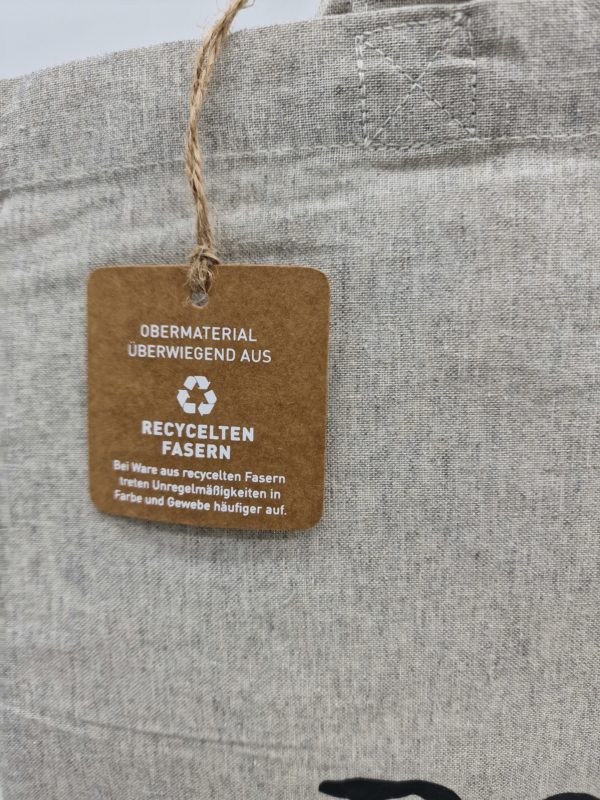 OBERMATERIAL
ÜBERWIEGEND AUS
RECYCELTEN
FASERN
Bei Ware aus recycelten Fasern
treten Unregelmäßigkeiten in
Farbe und Gewebe häufiger auf.